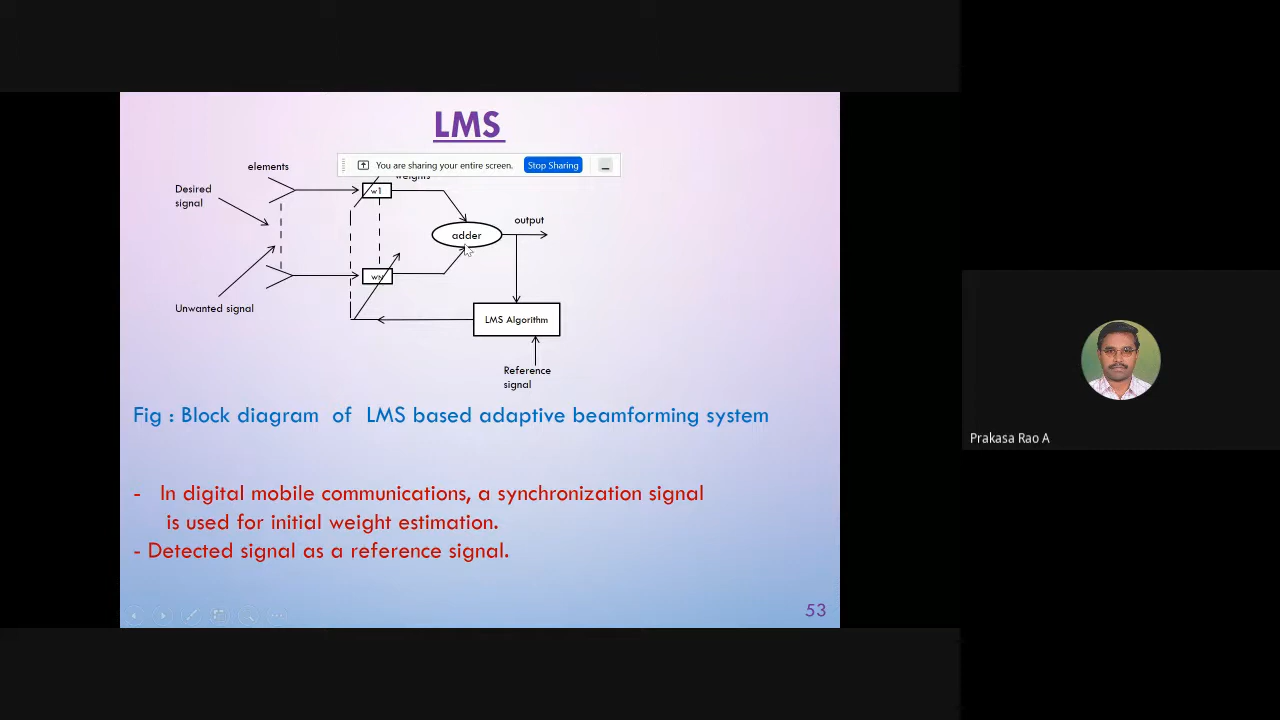 LMS
You are sharing your entire screen.
Stop Sharing
elements
weights
Desired
signal
w1
output
adder
Unwanted signal
LMS Algorithm
Reference
signal
Fig : Block diagram of LMS based adaptive beamforming system
- In digital mobile communications, a synchronization signal
is used for initial weight estimation.
- Detected signal as a reference signal.
53
Prakasa Rao A